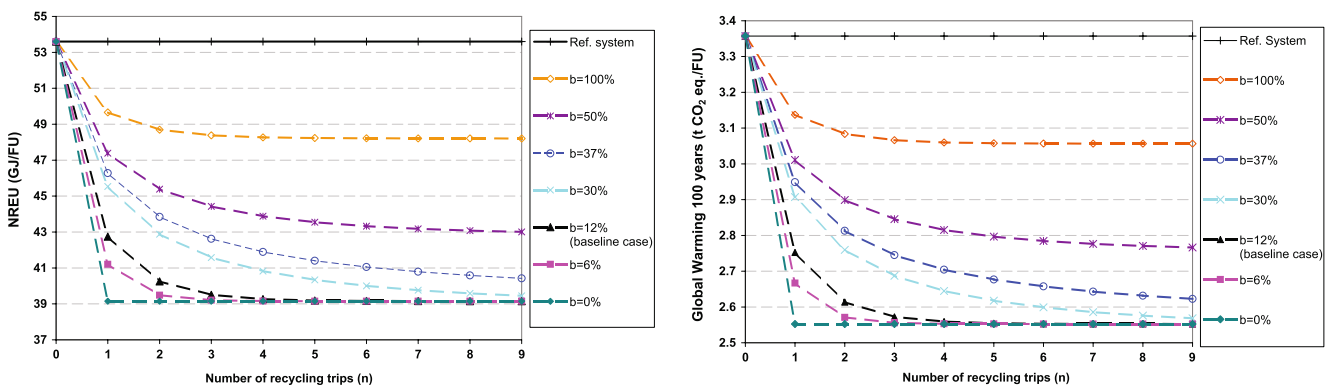 55
53
51
49
47
45
43
41
39
37
NREU (GJ/FU)
0 1 2 3 4 5 6 7 8 9
Number of recycling trips (n)
Ref. system
b=100%
b=50%
b=37%
b=30%
b=12%
(baseline case)
b=6%
b=0%
3.4
3.3
3.2
3.1
3.0
2.9
2.8
2.7
2.6
2.5
Global Warming 100 years (t CO2 eq./FU)
0 1 2 3 4 5 6 7 8 9
Number of recycling trips (n)
Ref. System
b=100%
b=50%
b=37%
b=30%
b=12%
(baseline case)
b=6%
b=0%